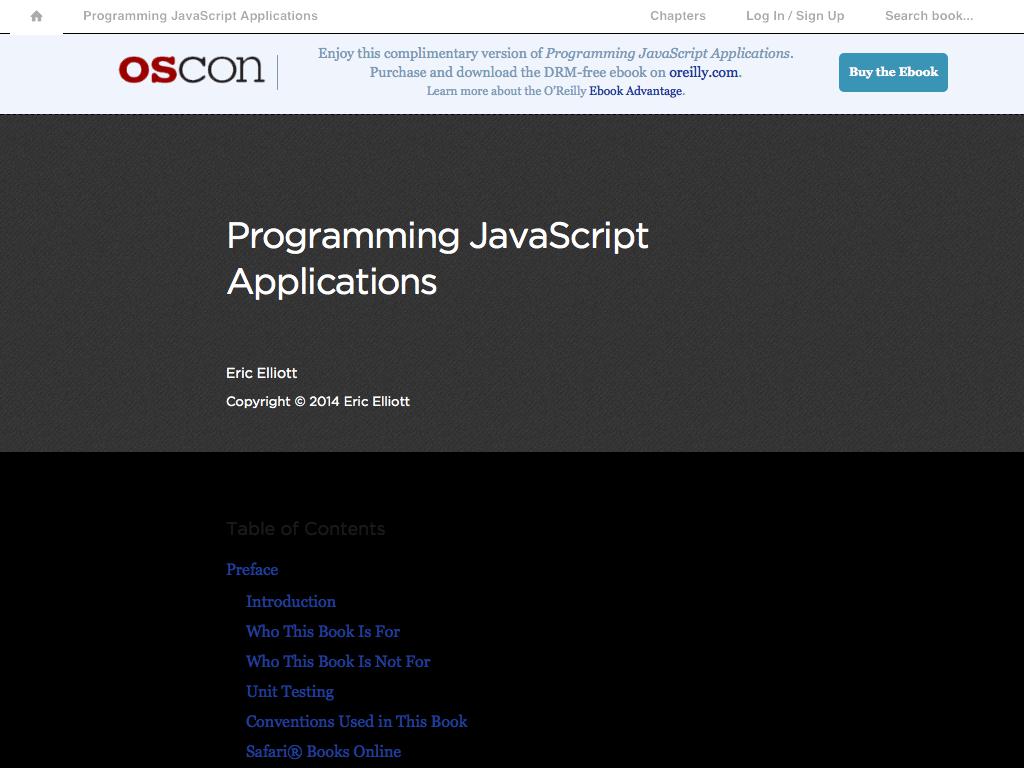 Programming JavaScript Applications
Chapters
Log In / Sign Up
Search book...
OSCON
Enjoy this complimentary version of Programming JavaScript Applications.
Purchase and download the DRM-free ebook on oreilly.com.
Learn more about the O'Reilly Ebook Advantage.
Buy the Ebook
Programming JavaScript
Applications
Eric Elliott
Copyright © 2014 Eric Elliott
Table of Contents
Preface
Introduction
Who This Book Is For
Who This Book Is Not For
Unit Testing
Conventions Used in This Book
Safari® Books Online